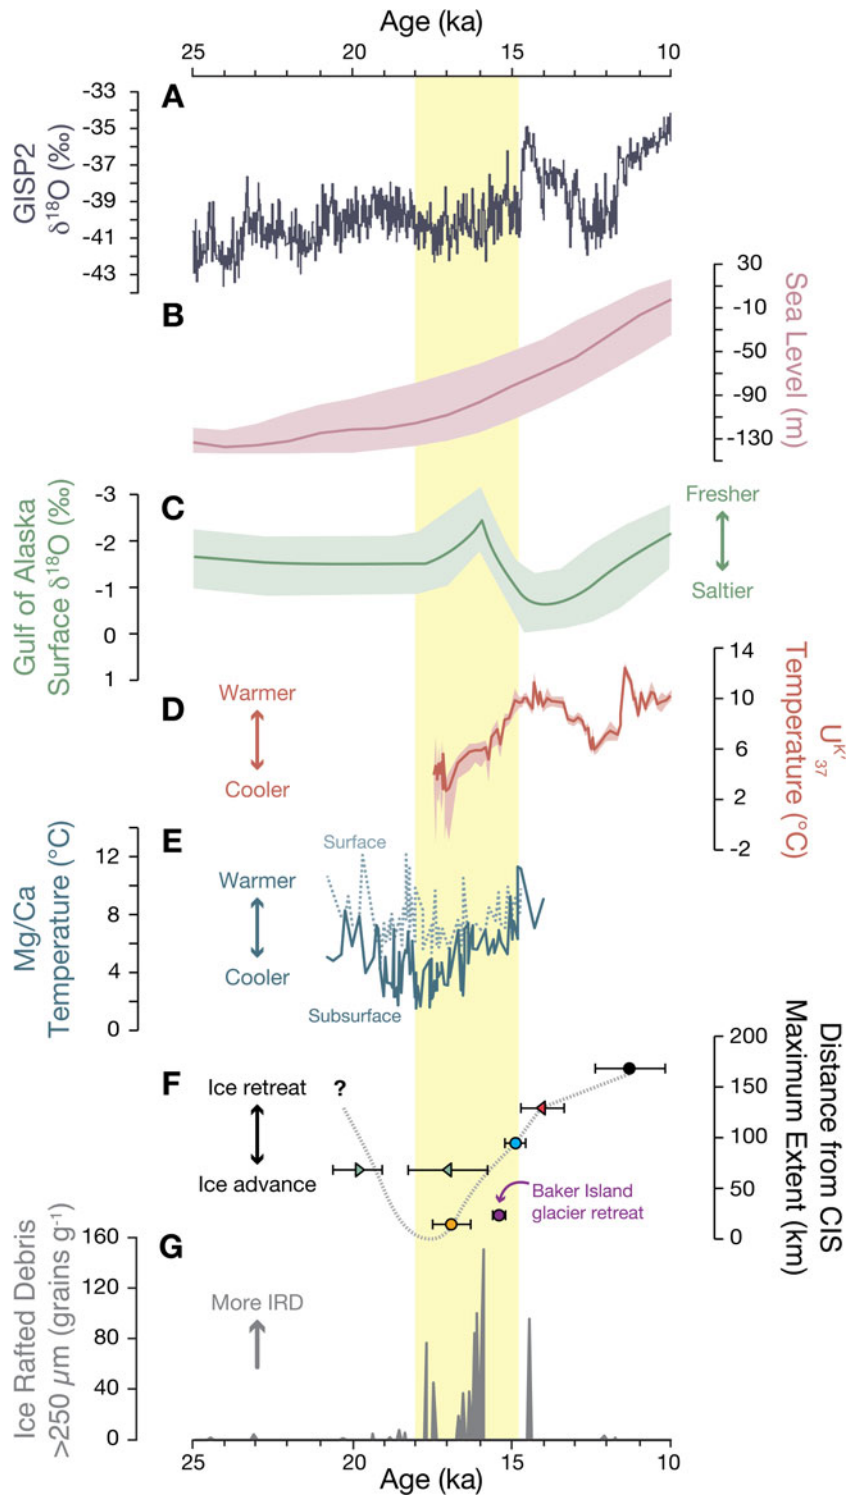 Age (ka)
25 20 15 10
A
GISP2
δ¹⁸O (‰)
-33
-35
-37
-39
-41
-43
B
30
-10
-50
-90
-130
Sea Level (m)
C
Gulf of Alaska
Surface δ¹⁸O (‰)
-3
-2
-1
0
1
Fresher
Saltier
D
Warmer
Cooler
14
10
6
2
-2
U³⁷ᴷ′
Temperature (°C)
E
Mg/Ca
Temperature (°C)
12
8
4
0
Surface
Warmer
Cooler
Subsurface
F
Ice retreat
?
Ice advance
Baker Island
glacier retreat
200
150
100
50
0
Distance from CIS
Maximum Extent (km)
G
Ice Rafted Debris
>250 μm (grains g⁻¹)
160
120
80
40
0
More IRD
25 20 15 10
Age (ka)